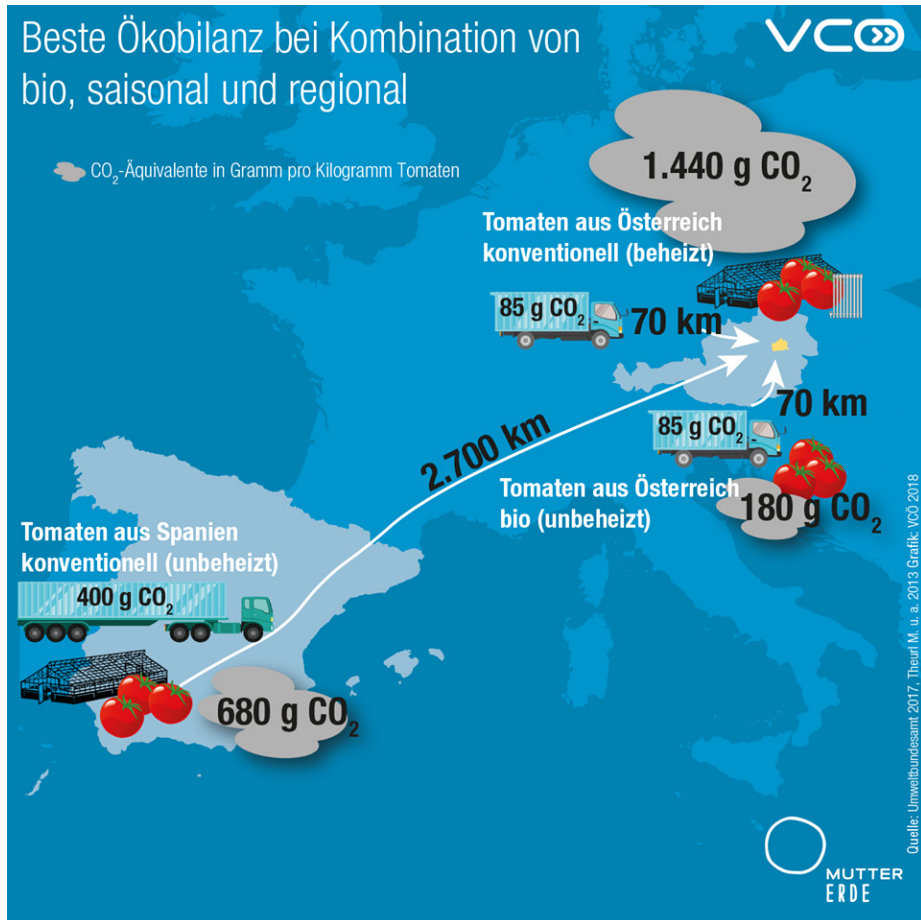 Beste Ökobilanz bei Kombination von
bio, saisonal und regional
VCÖ
CO₂-Äquivalente in Gramm pro Kilogramm Tomaten
1.440 g CO₂
Tomaten aus Österreich
konventionell (beheizt)
85 g CO₂
70 km
70 km
85 g CO₂
2.700 km
Tomaten aus Österreich
bio (unbeheizt)
180 g CO₂
Tomaten aus Spanien
konventionell (unbeheizt)
400 g CO₂
680 g CO₂
Quelle: Umweltbundesamt 2017, Theurl M. u. a. 2013 Grafik: VCÖ 2018
MUTTER
ERDE